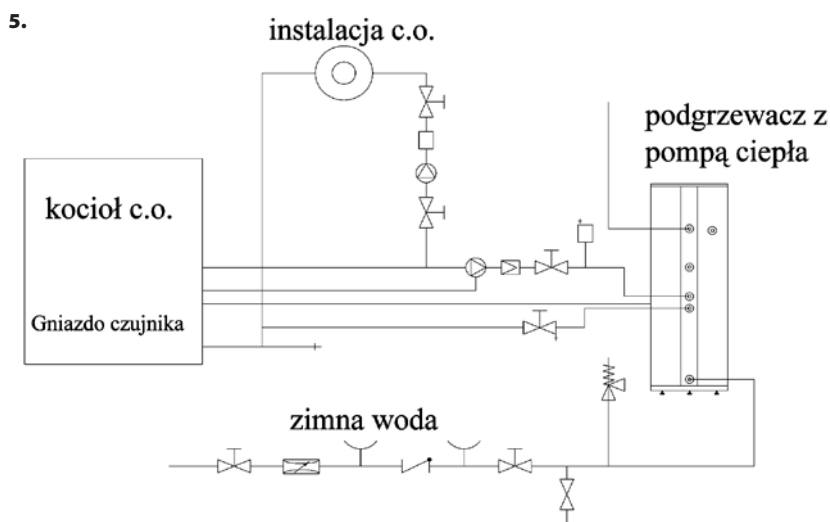 5.
instalacja c.o.
podgrzewacz z
pompą ciepła
kocioł c.o.
Gniazdo czujnika
zimna woda